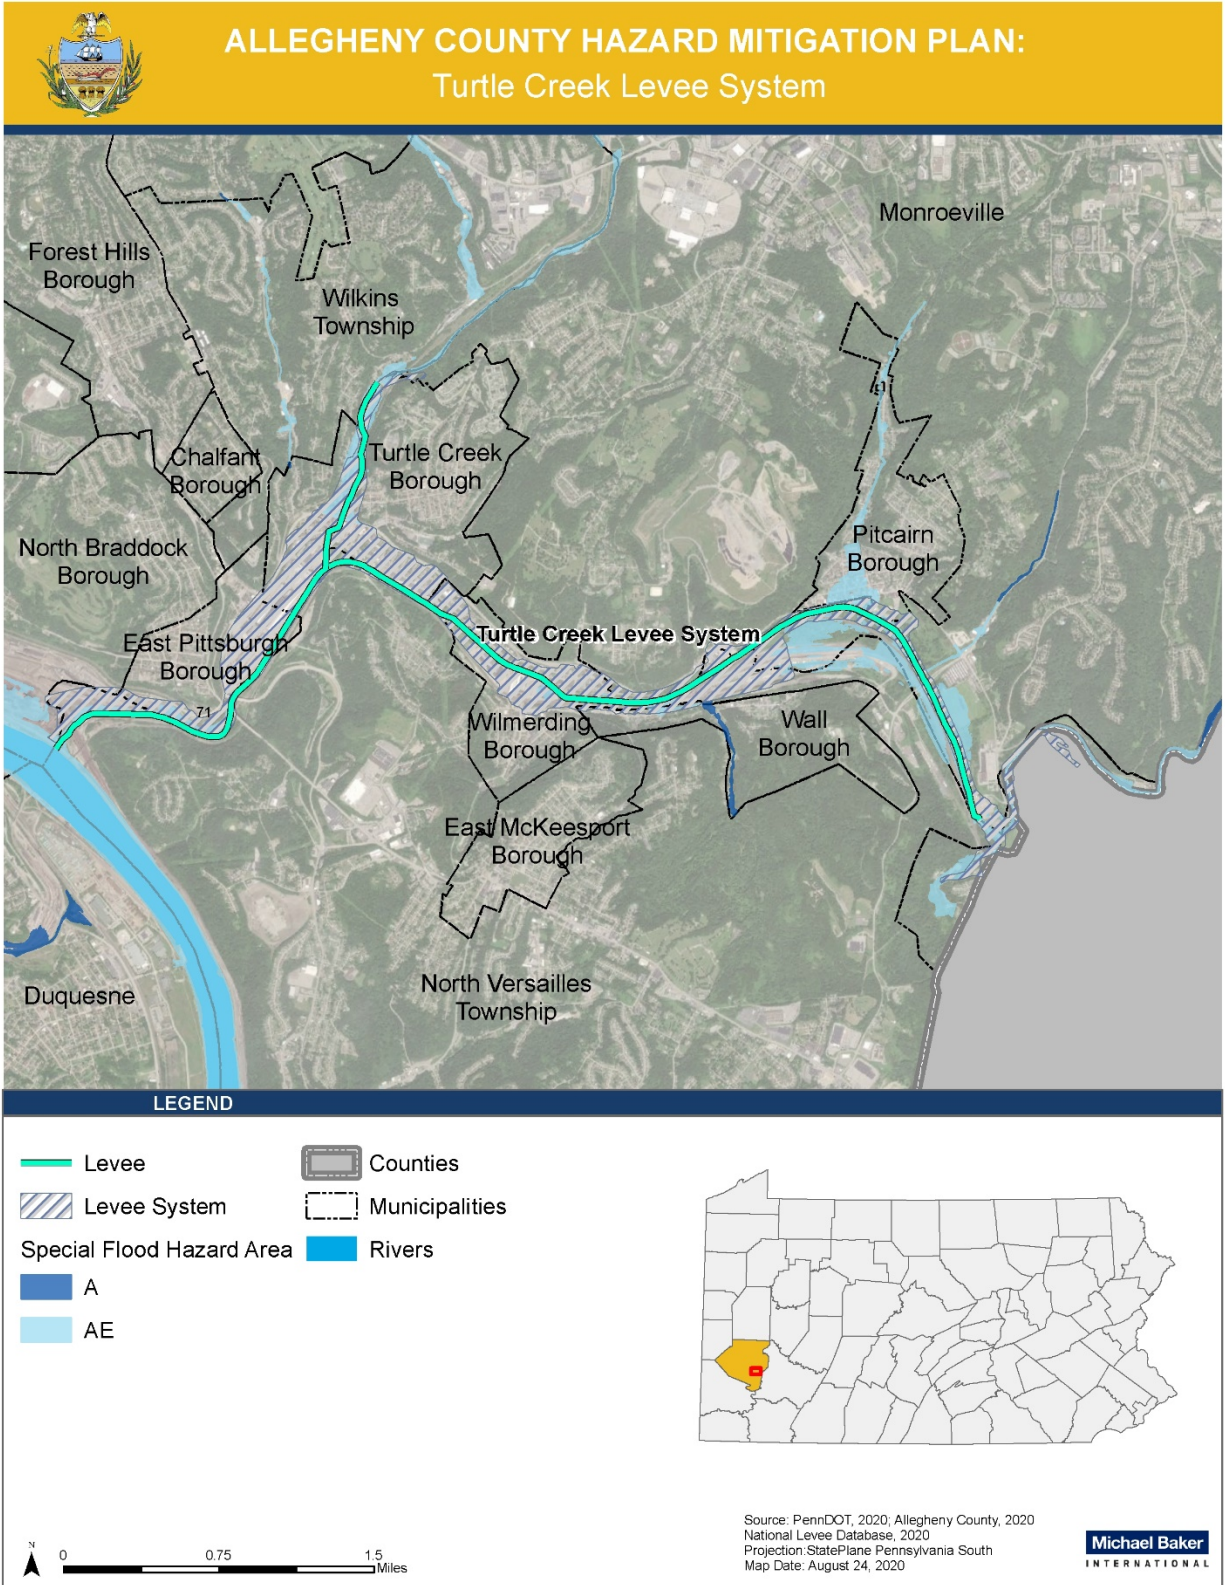 ALLEGHENY COUNTY HAZARD MITIGATION PLAN:
Turtle Creek Levee System
Monroeville
Forest Hills
Borough
Wilkins
Township
Chalfant
Borough
Turtle Creek
Borough
North Braddock
Borough
Pitcairn
Borough
East Pittsburgh
Borough
Turtle Creek Levee System
71
Wilmerding
Borough
Wall
Borough
East McKeesport
Borough
North Versailles
Township
Duquesne
LEGEND
Levee
Levee System
Special Flood Hazard Area
A
AE
Counties
Municipalities
Rivers
N
0 0.75 1.5
Miles
Source: PennDOT, 2020; Allegheny County, 2020
National Levee Database, 2020
Projection:StatePlane Pennsylvania South
Map Date: August 24, 2020
Michael Baker
INTERNATIONAL